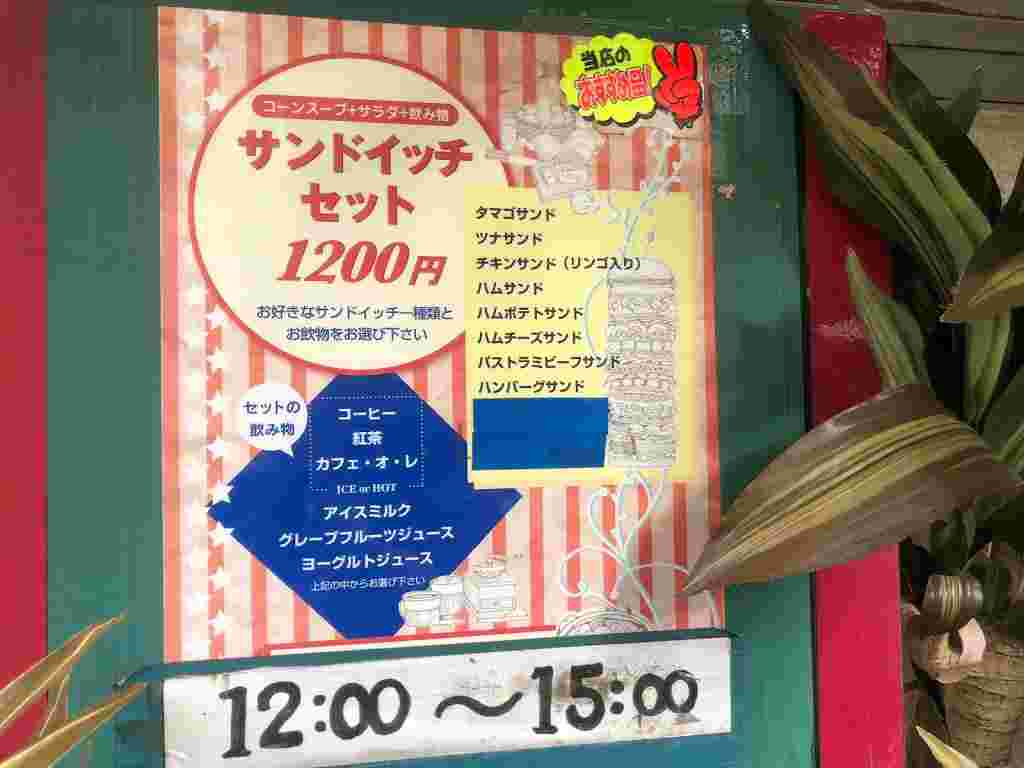 当店の
おすすめ品!
コーンスープ+サラダ+飲み物
サンドイッチ
セット
1200円
お好きなサンドイッチ一種類と
お飲物をお選び下さい
タマゴサンド
ツナサンド
チキンサンド（リンゴ入り）
ハムサンド
ハムポテトサンド
ハムチーズサンド
パストラミビーフサンド
ハンバーグサンド
セットの
飲み物
コーヒー
紅茶
カフェ・オ・レ
ICE or HOT
アイスミルク
グレープフルーツジュース
ヨーグルトジュース
上記の中からお選び下さい
12:00 〜 15:00